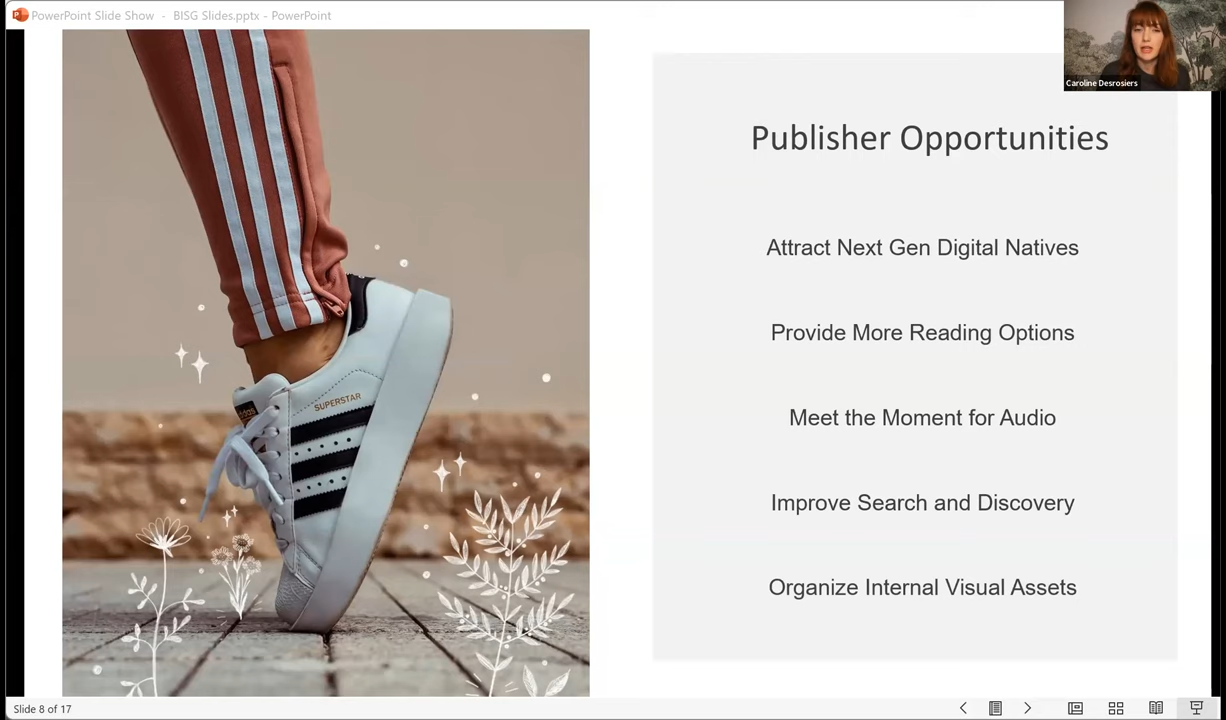 PowerPoint Slide Show - BISG Slides.pptx - PowerPoint
Caroline Desrosiers
Publisher Opportunities
Attract Next Gen Digital Natives
Provide More Reading Options
Meet the Moment for Audio
Improve Search and Discovery
Organize Internal Visual Assets
SUPERSTAR
Slide 8 of 17